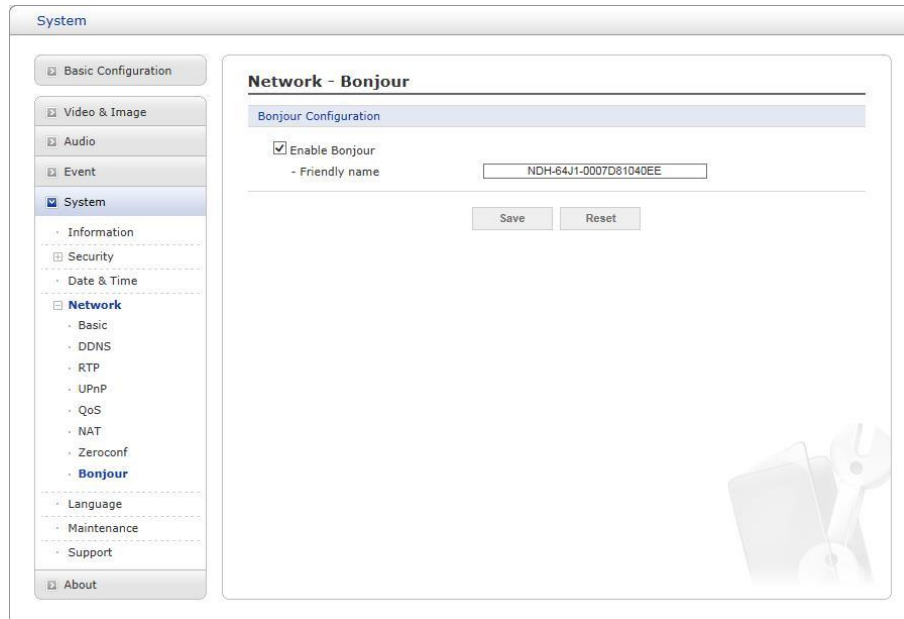 System
Basic Configuration
Video & Image
Audio
Event
System
Information
Security
Date & Time
Network
Basic
DDNS
RTP
UPnP
QoS
NAT
Zeroconf
Bonjour
Language
Maintenance
Support
About
Network - Bonjour
Bonjour Configuration
Enable Bonjour
- Friendly name NDH-64J1-0007D81040EE
Save Reset